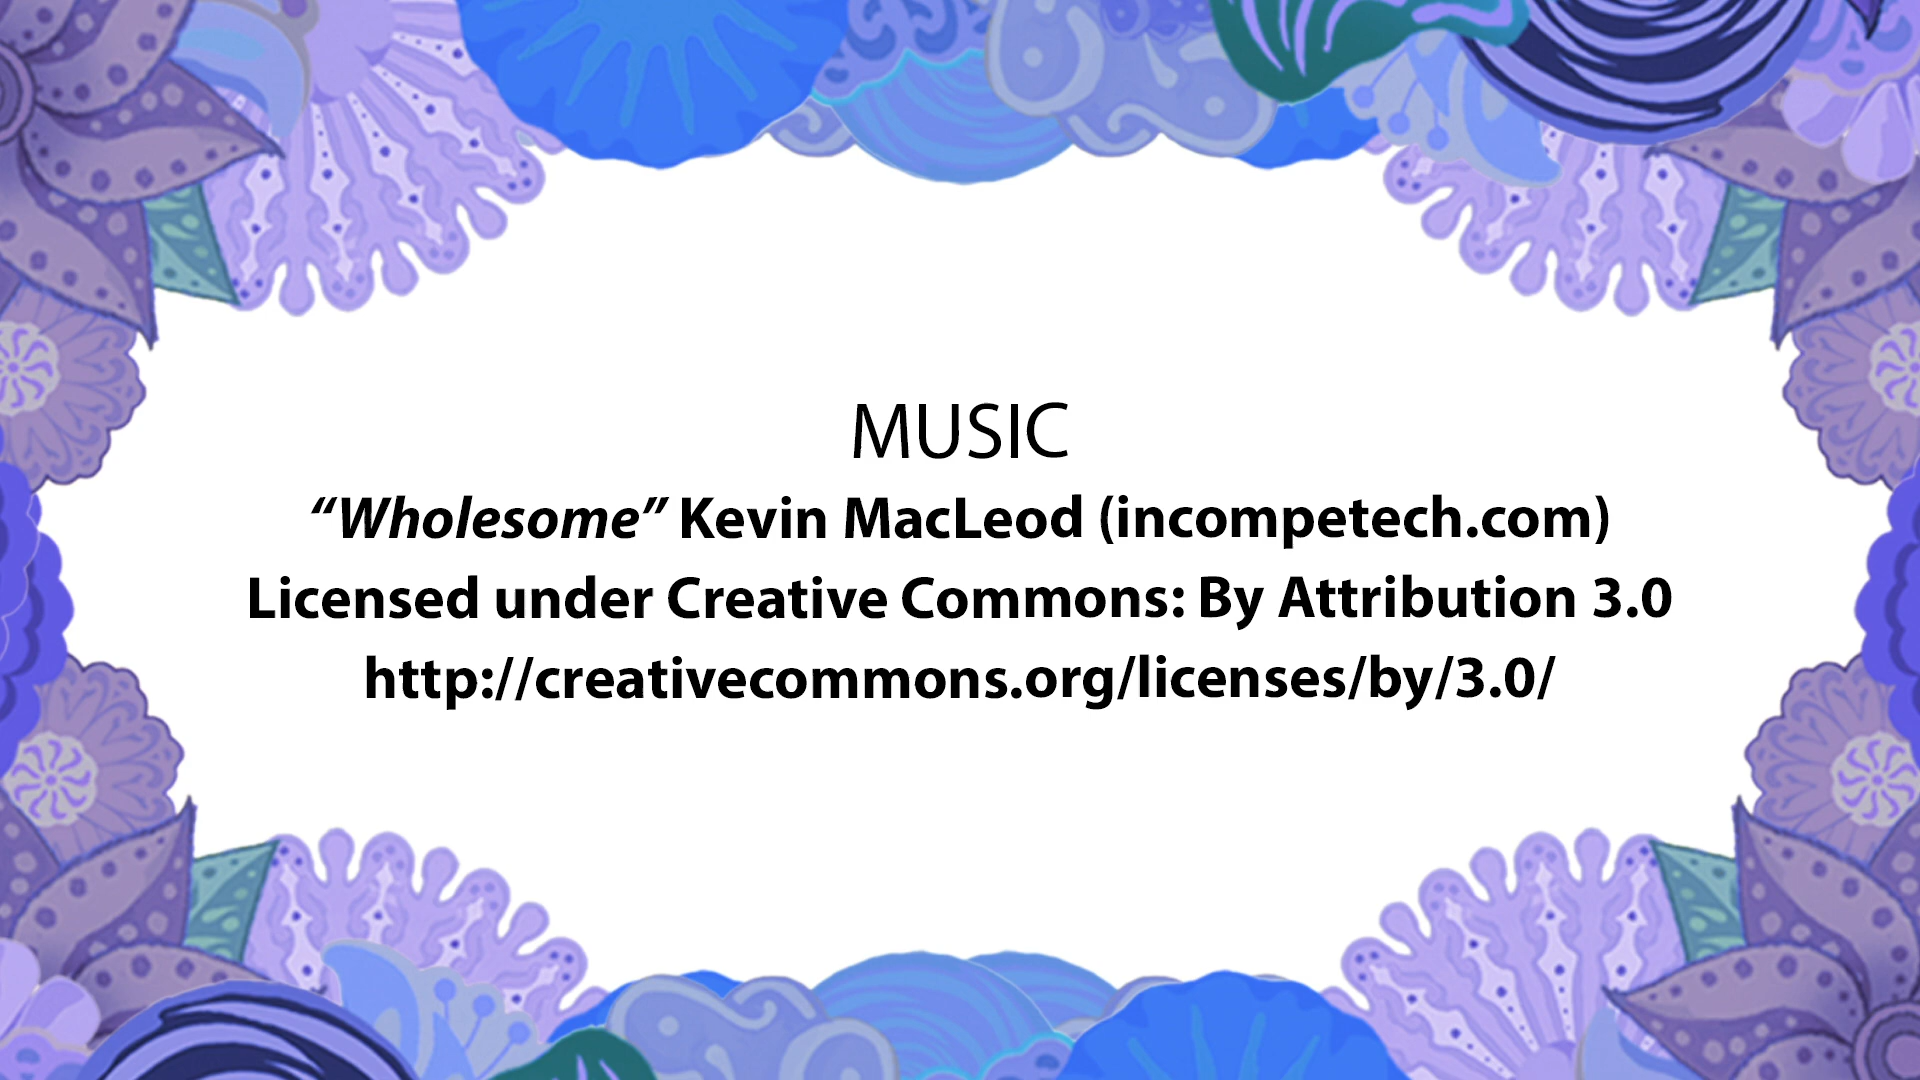 MUSIC
“Wholesome” Kevin MacLeod (incompetech.com)
Licensed under Creative Commons: By Attribution 3.0
http://creativecommons.org/licenses/by/3.0/